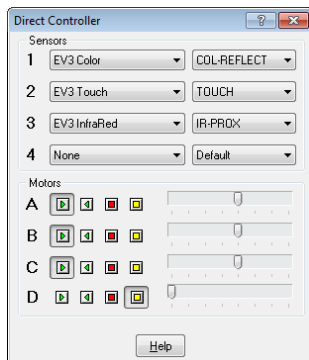 Direct Controller
Sensors
1 EV3 Color COL-REFLECT
2 EV3 Touch TOUCH
3 EV3 InfraRed IR-PROX
4 None Default
Motors
A
B
C
D
Help